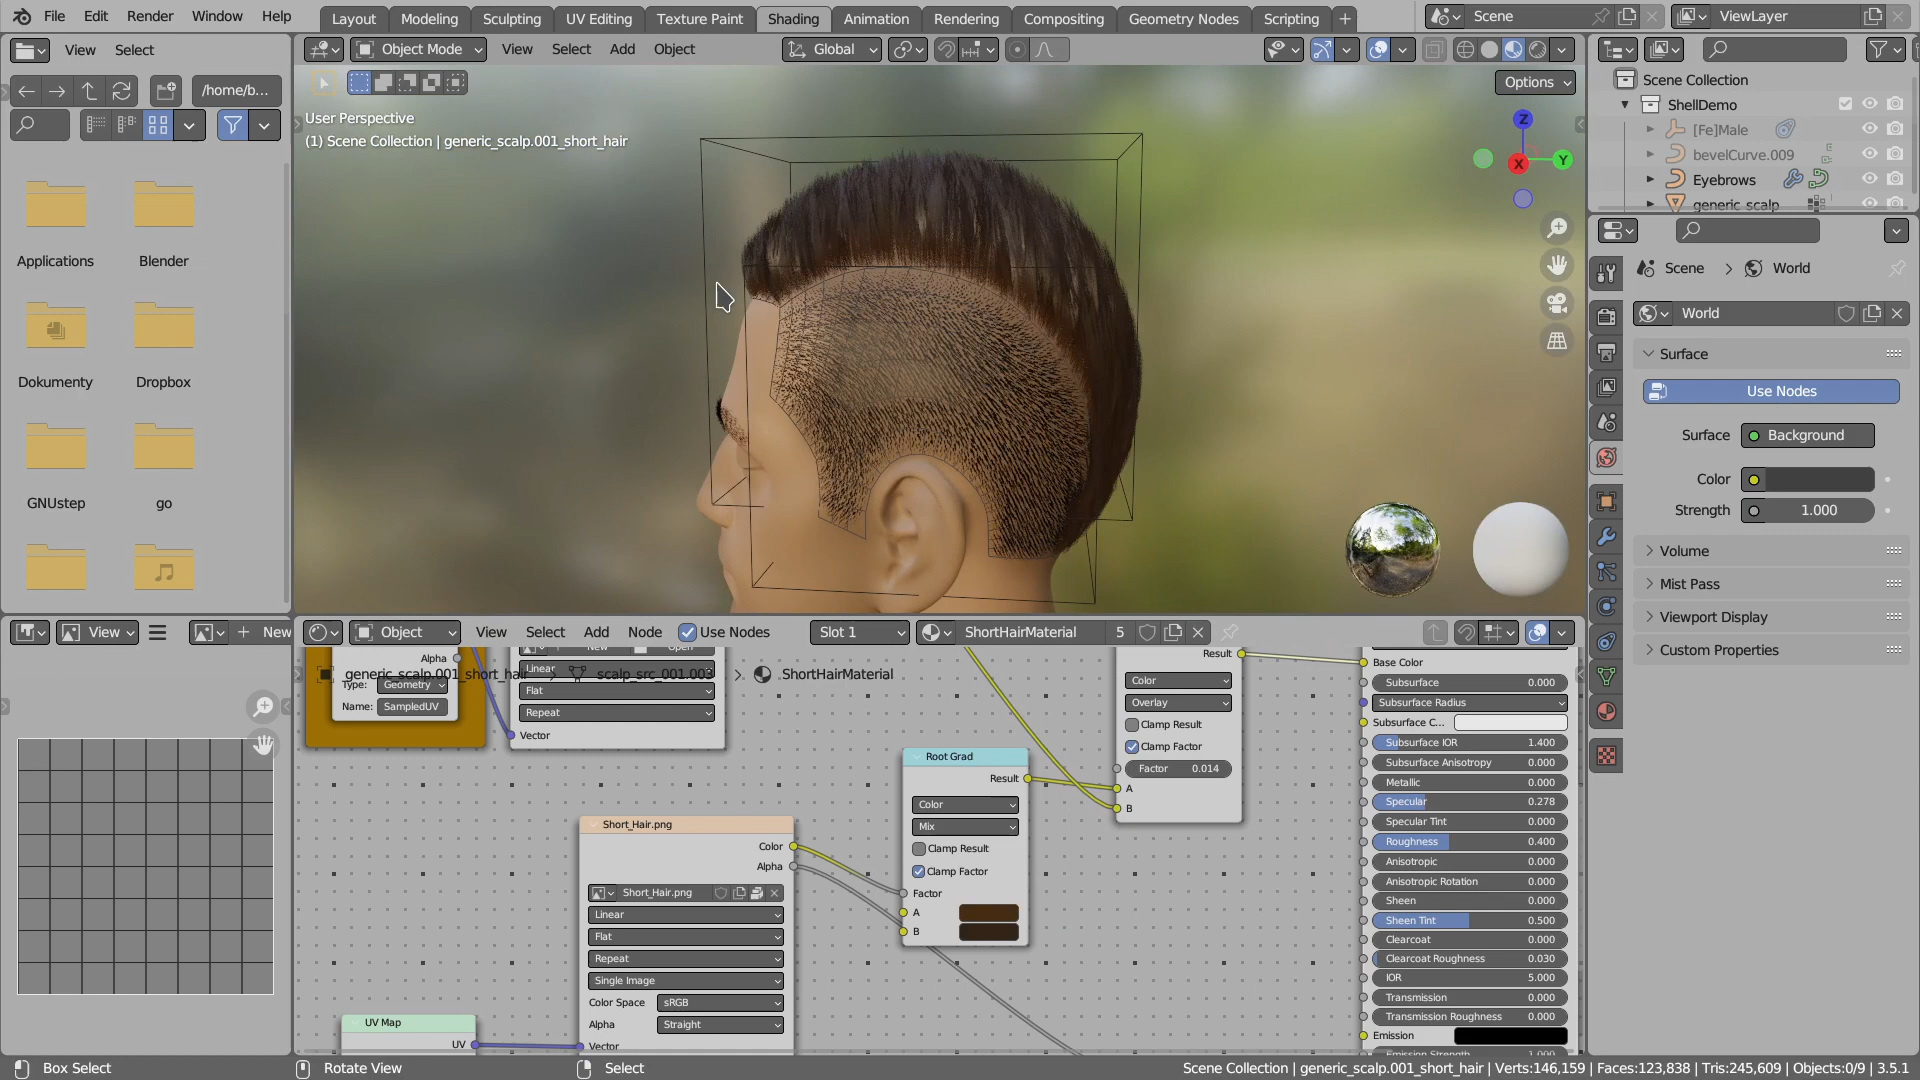 File Edit Render Window Help
Layout Modeling Sculpting UV Editing Texture Paint Shading Animation Rendering Compositing Geometry Nodes Scripting +
Scene
ViewLayer
View Select
Object Mode View Select Add Object
Global
/home/b...
Options
User Perspective
(1) Scene Collection | generic_scalp.001_short_hair
Z
X
Y
Applications
Blender
Dokumenty
Dropbox
GNUstep
go
Scene Collection
ShellDemo
[Fe]Male
bevelCurve.009
Eyebrows
generic_scalp
Scene > World
World
Surface
Use Nodes
Surface Background
Color
Strength 1.000
Volume
Mist Pass
Viewport Display
Custom Properties
View
+ New
Object View Select Add Node Use Nodes
Slot 1
ShortHairMaterial 5
generic_scalp.001_short_hair > scalp_src_001.003 > ShortHairMaterial
Alpha
Type: Geometry
Name: SampledUV
New
Open
Linear
Flat
Repeat
Vector
Short_Hair.png
Color
Alpha
Short_Hair.png
Linear
Flat
Repeat
Single Image
Color Space sRGB
Alpha Straight
Vector
UV Map
UV
Root Grad
Result
Color
Mix
Clamp Result
Clamp Factor
Factor
A
B
Result
Color
Overlay
Clamp Result
Clamp Factor
Factor 0.014
A
B
Base Color
Subsurface 0.000
Subsurface Radius
Subsurface C...
Subsurface IOR 1.400
Subsurface Anisotropy 0.000
Metallic 0.000
Specular 0.278
Specular Tint 0.000
Roughness 0.400
Anisotropic 0.000
Anisotropic Rotation 0.000
Sheen 0.000
Sheen Tint 0.500
Clearcoat 0.000
Clearcoat Roughness 0.030
IOR 5.000
Transmission 0.000
Transmission Roughness 0.000
Emission
Emission Strength 1.000
Box Select
Rotate View
Select
Scene Collection | generic_scalp.001_short_hair | Verts:146,159 | Faces:123,838 | Tris:245,609 | Objects:0/9 | 3.5.1